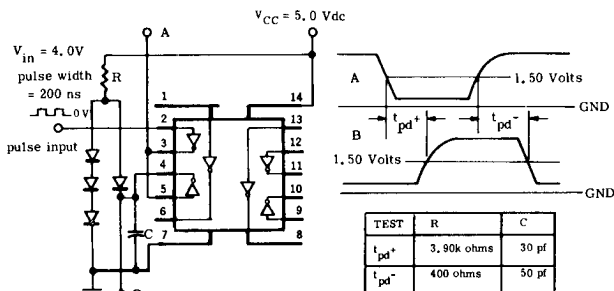 A
V_CC = 5.0 Vdc
V_in = 4.0V
pulse width
= 200 ns
0 V
pulse input
R
C
1
2
3
4
5
6
7
14
13
12
11
10
9
8
A
1.50 Volts
GND
t_pd+
t_pd-
B
1.50 Volts
GND
TEST R C
t_pd+ 3.90k ohms 30 pf
t_pd- 400 ohms 50 pf